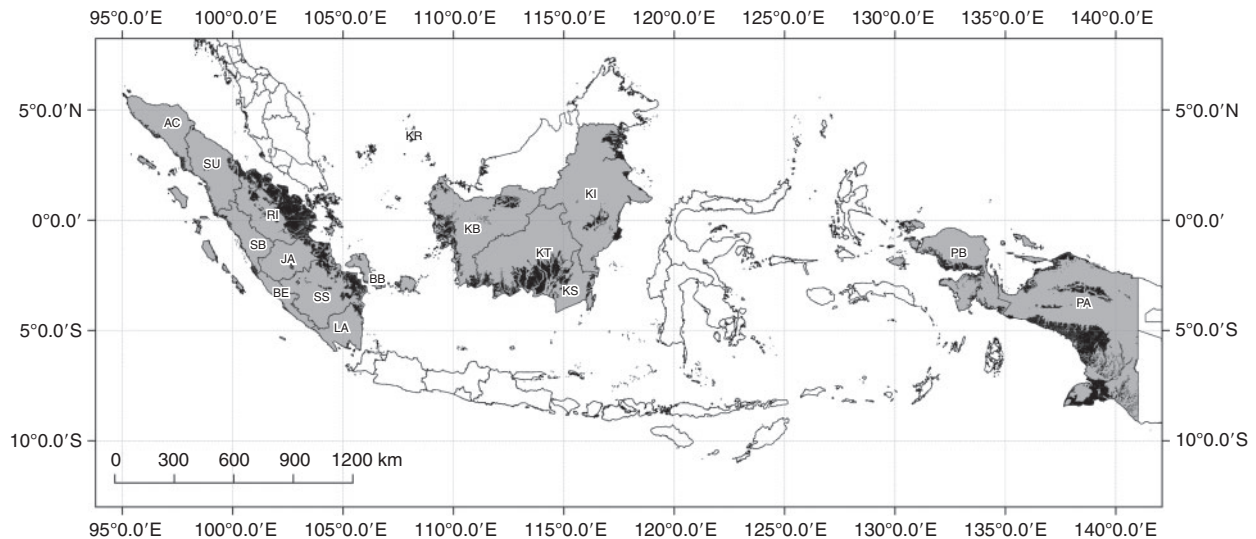 95°0.0′E 100°0.0′E 105°0.0′E 110°0.0′E 115°0.0′E 120°0.0′E 125°0.0′E 130°0.0′E 135°0.0′E 140°0.0′E
5°0.0′N 5°0.0′N
AC
KR
SU
KI
RI
0°0.0′ 0°0.0′
KB
SB
JA
KT
PB
BB
BE
SS
KS
PA
LA
5°0.0′S 5°0.0′S
10°0.0′S 10°0.0′S
0 300 600 900 1200 km
95°0.0′E 100°0.0′E 105°0.0′E 110°0.0′E 115°0.0′E 120°0.0′E 125°0.0′E 130°0.0′E 135°0.0′E 140°0.0′E